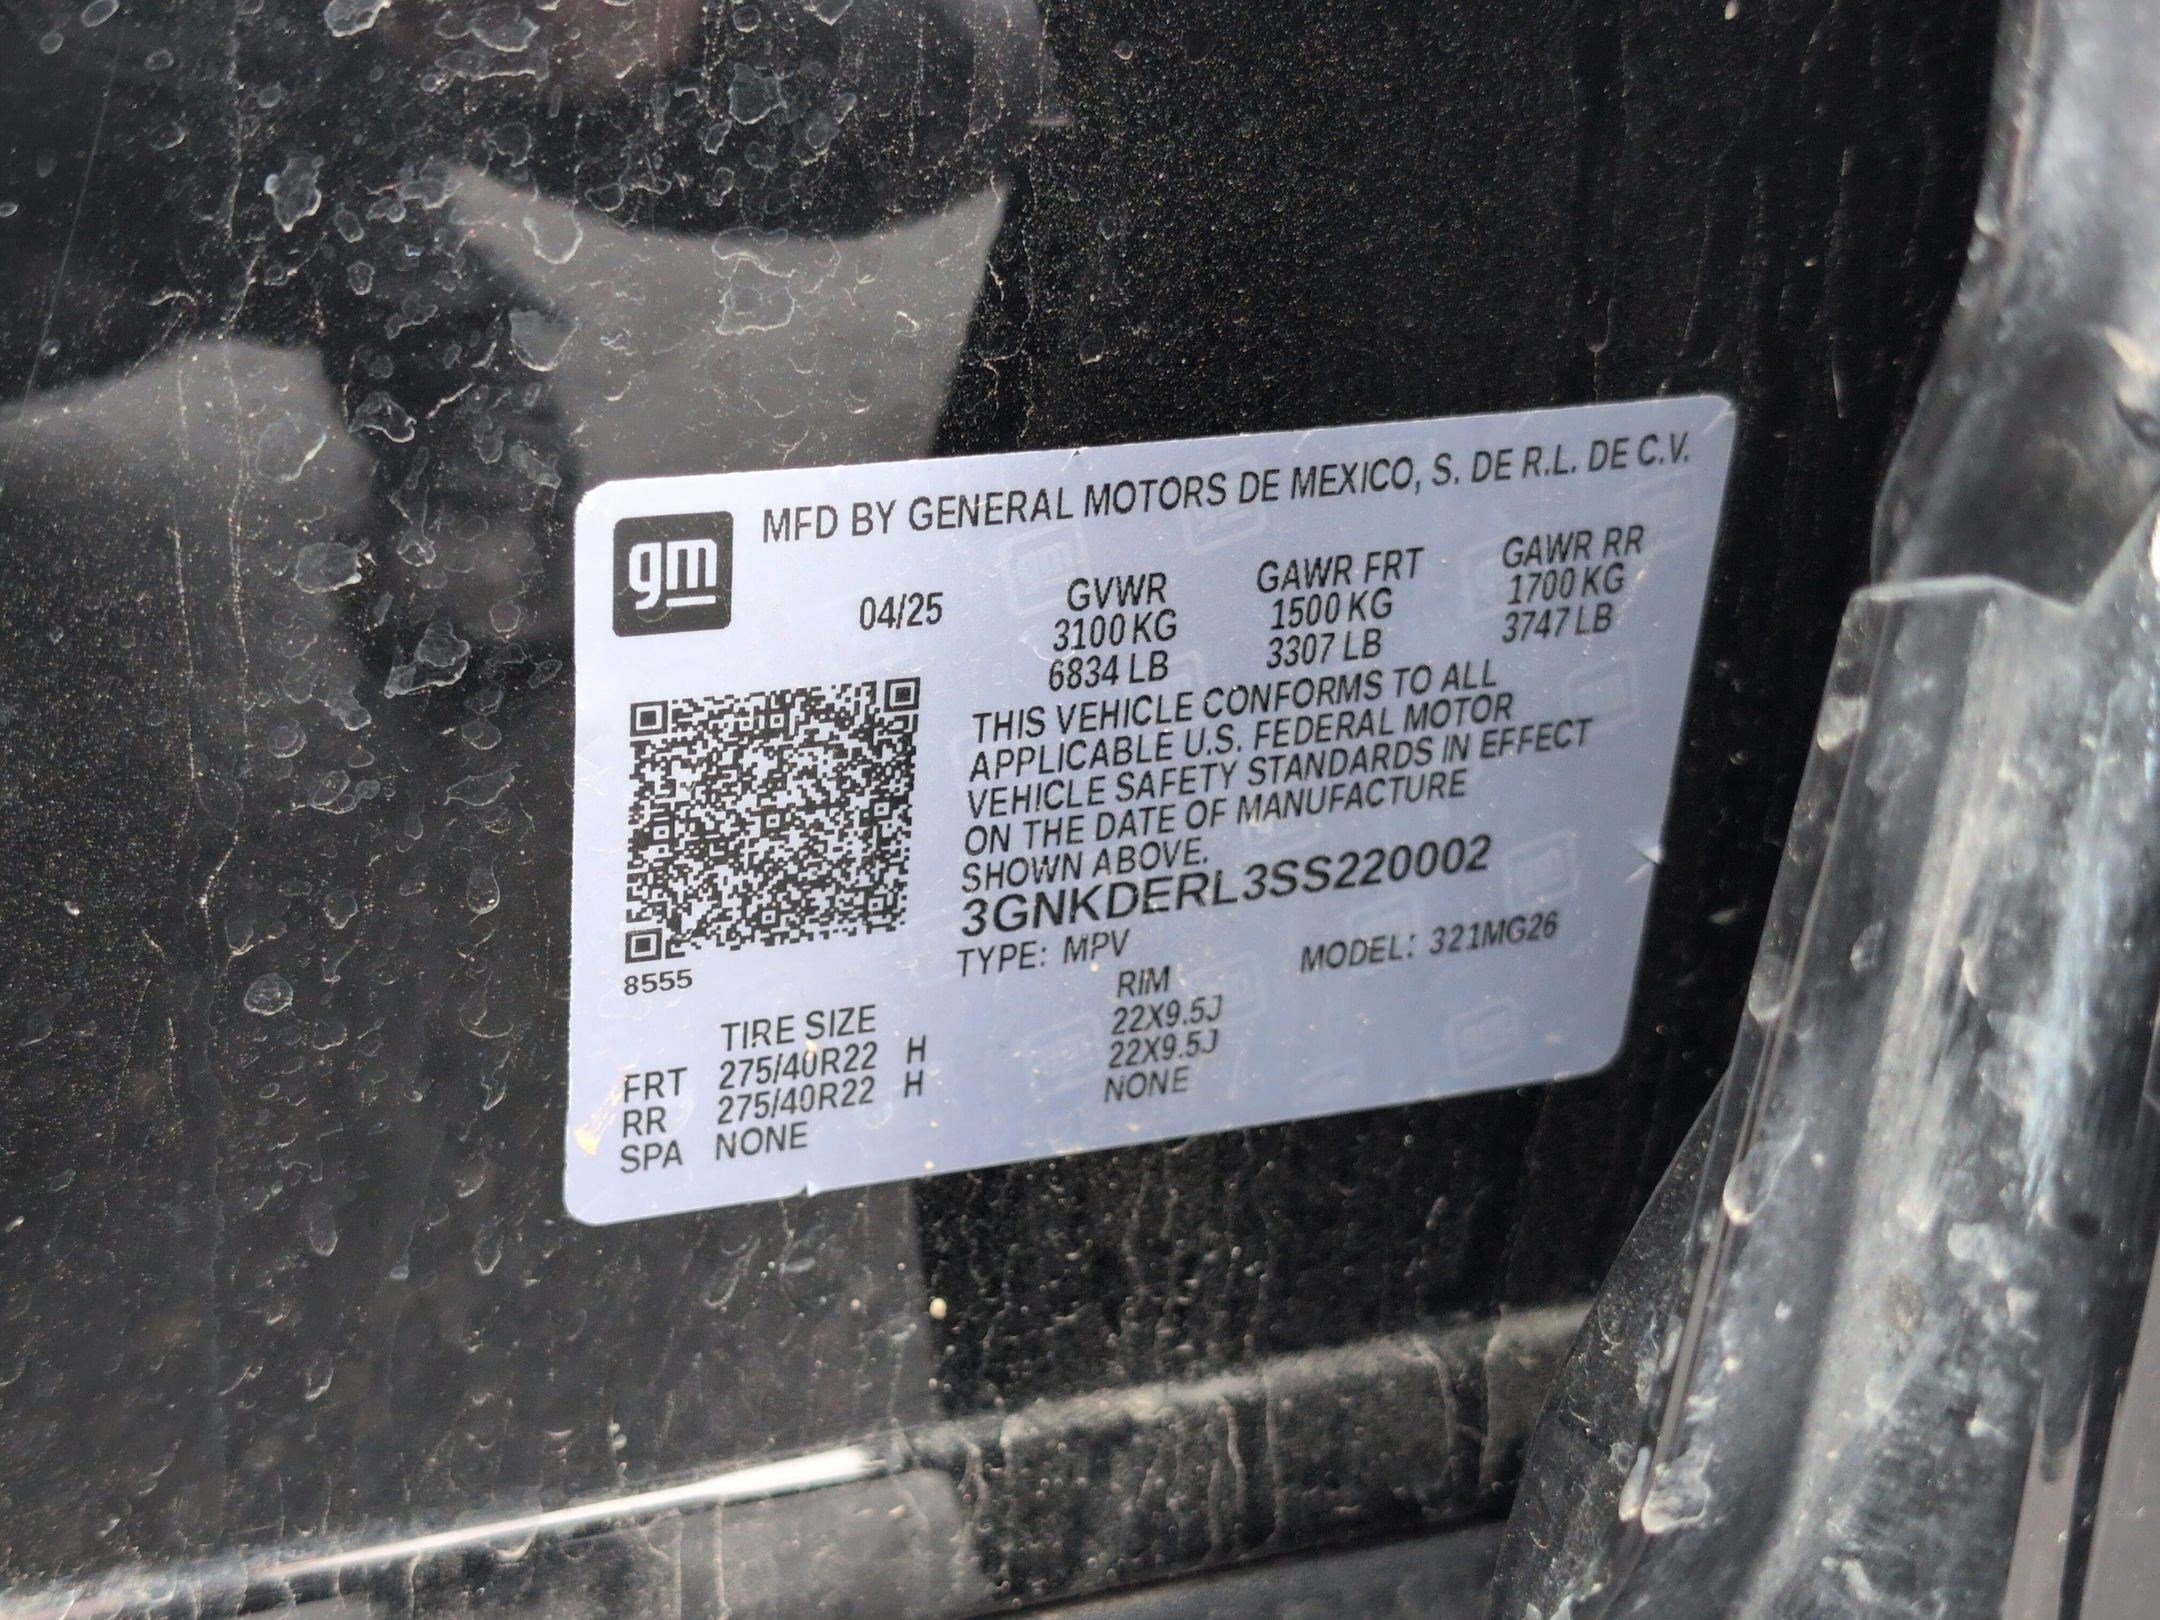 gm
MFD BY GENERAL MOTORS DE MEXICO, S. DE R.L. DE C.V.
04/25 GVWR GAWR FRT GAWR RR
3100 KG 1500 KG 1700 KG
6834 LB 3307 LB 3747 LB
THIS VEHICLE CONFORMS TO ALL
APPLICABLE U.S. FEDERAL MOTOR
VEHICLE SAFETY STANDARDS IN EFFECT
ON THE DATE OF MANUFACTURE
SHOWN ABOVE.
3GNKDERL3SS220002
TYPE: MPV MODEL: 321MG26
8555
TIRE SIZE RIM
FRT 275/40R22 H 22X9.5J
RR 275/40R22 H 22X9.5J
SPA NONE NONE